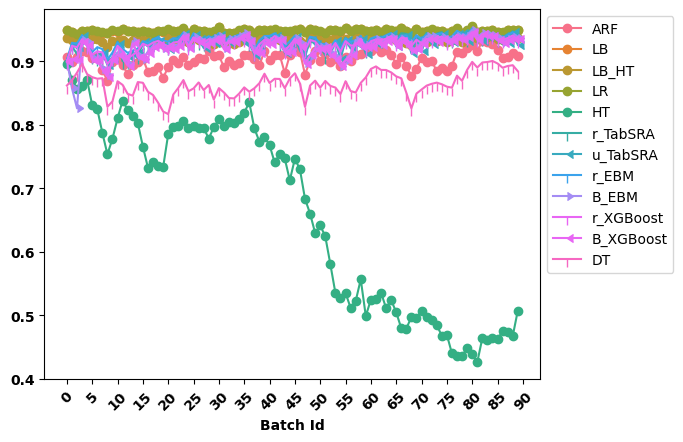 0.9
0.8
0.7
0.6
0.5
0.4
0 5 10 15 20 25 30 35 40 45 50 55 60 65 70 75 80 85 90
Batch Id
ARF
LB
LB_HT
LR
HT
r_TabSRA
u_TabSRA
r_EBM
B_EBM
r_XGBoost
B_XGBoost
DT